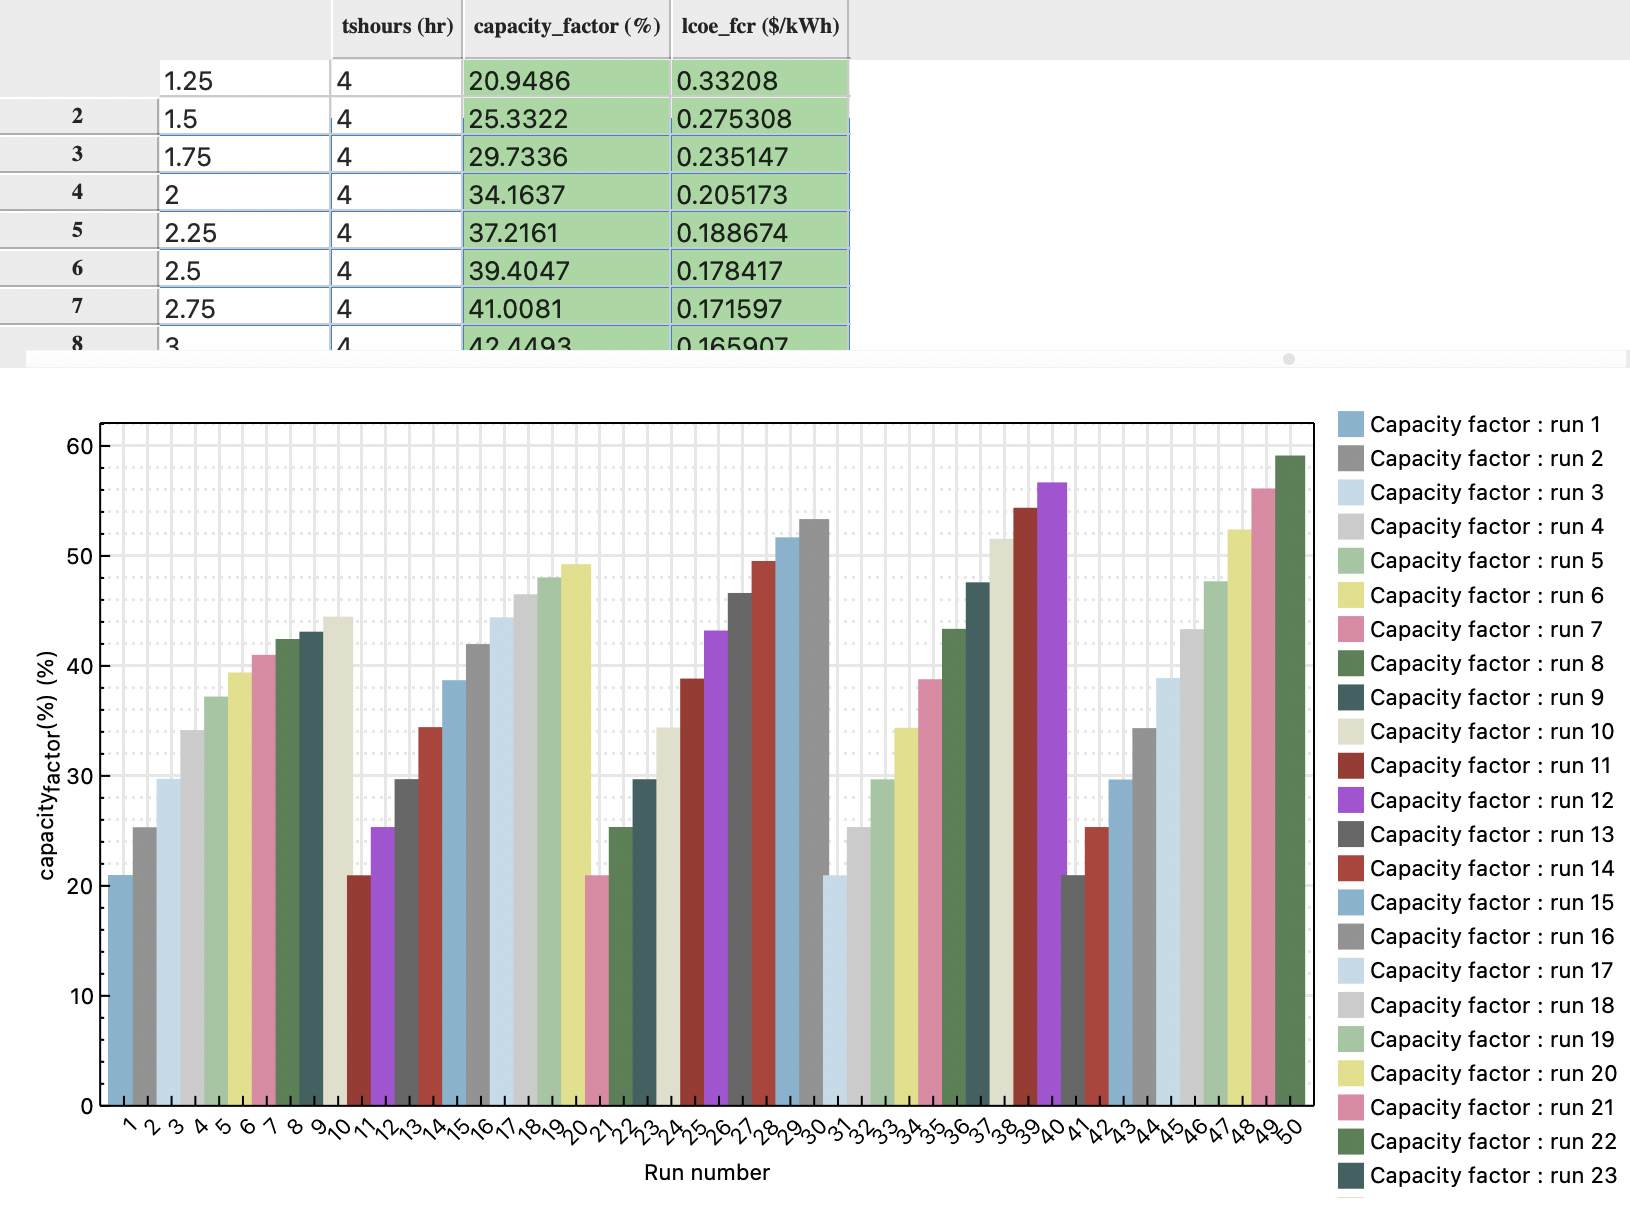 tshours (hr) capacity_factor (%) lcoe_fcr ($/kWh)
1.25 4 20.9486 0.33208
2 1.5 4 25.3322 0.275308
3 1.75 4 29.7336 0.235147
4 2 4 34.1637 0.205173
5 2.25 4 37.2161 0.188674
6 2.5 4 39.4047 0.178417
7 2.75 4 41.0081 0.171597
8 3 4 42.4493 0.165907
60
50
40
30
20
10
0
capacityfactor(%) (%)
1 2 3 4 5 6 7 8 9 10 11 12 13 14 15 16 17 18 19 20 21 22 23 24 25 26 27 28 29 30 31 32 33 34 35 36 37 38 39 40 41 42 43 44 45 46 47 48 49 50
Run number
Capacity factor : run 1
Capacity factor : run 2
Capacity factor : run 3
Capacity factor : run 4
Capacity factor : run 5
Capacity factor : run 6
Capacity factor : run 7
Capacity factor : run 8
Capacity factor : run 9
Capacity factor : run 10
Capacity factor : run 11
Capacity factor : run 12
Capacity factor : run 13
Capacity factor : run 14
Capacity factor : run 15
Capacity factor : run 16
Capacity factor : run 17
Capacity factor : run 18
Capacity factor : run 19
Capacity factor : run 20
Capacity factor : run 21
Capacity factor : run 22
Capacity factor : run 23